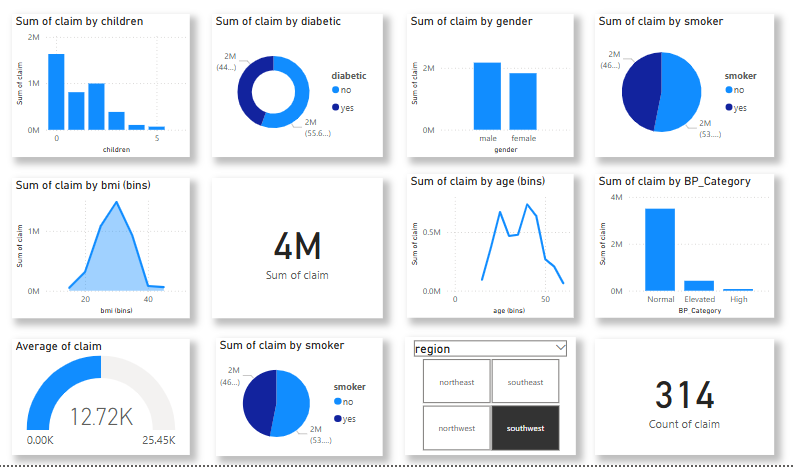 Sum of claim by children
2M
1M
0M
Sum of claim
0
5
children
Sum of claim by diabetic
2M
(44...)
2M
(55.6...)
diabetic
no
yes
Sum of claim by gender
2M
0M
Sum of claim
male
female
gender
Sum of claim by smoker
2M
(46...)
2M
(53....)
smoker
no
yes
Sum of claim by bmi (bins)
1M
0M
Sum of claim
20
40
bmi (bins)
4M
Sum of claim
Sum of claim by age (bins)
0.5M
0.0M
Sum of claim
0
50
age (bins)
Sum of claim by BP_Category
4M
2M
0M
Sum of claim
Normal
Elevated
High
BP_Category
Average of claim
12.72K
0.00K
25.45K
Sum of claim by smoker
2M
(46...)
2M
(53....)
smoker
no
yes
region
northeast
southeast
northwest
southwest
314
Count of claim